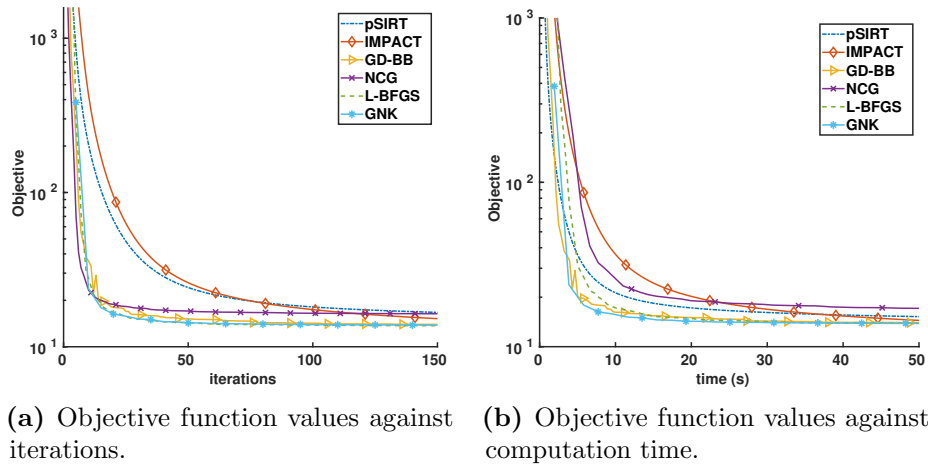 10^3
10^2
10^1
Objective
0
50
100
150
iterations
pSIRT
IMPACT
GD-BB
NCG
L-BFGS
GNK
(a) Objective function values against
iterations.
10^3
10^2
10^1
Objective
0
10
20
30
40
50
time (s)
pSIRT
IMPACT
GD-BB
NCG
L-BFGS
GNK
(b) Objective function values against
computation time.